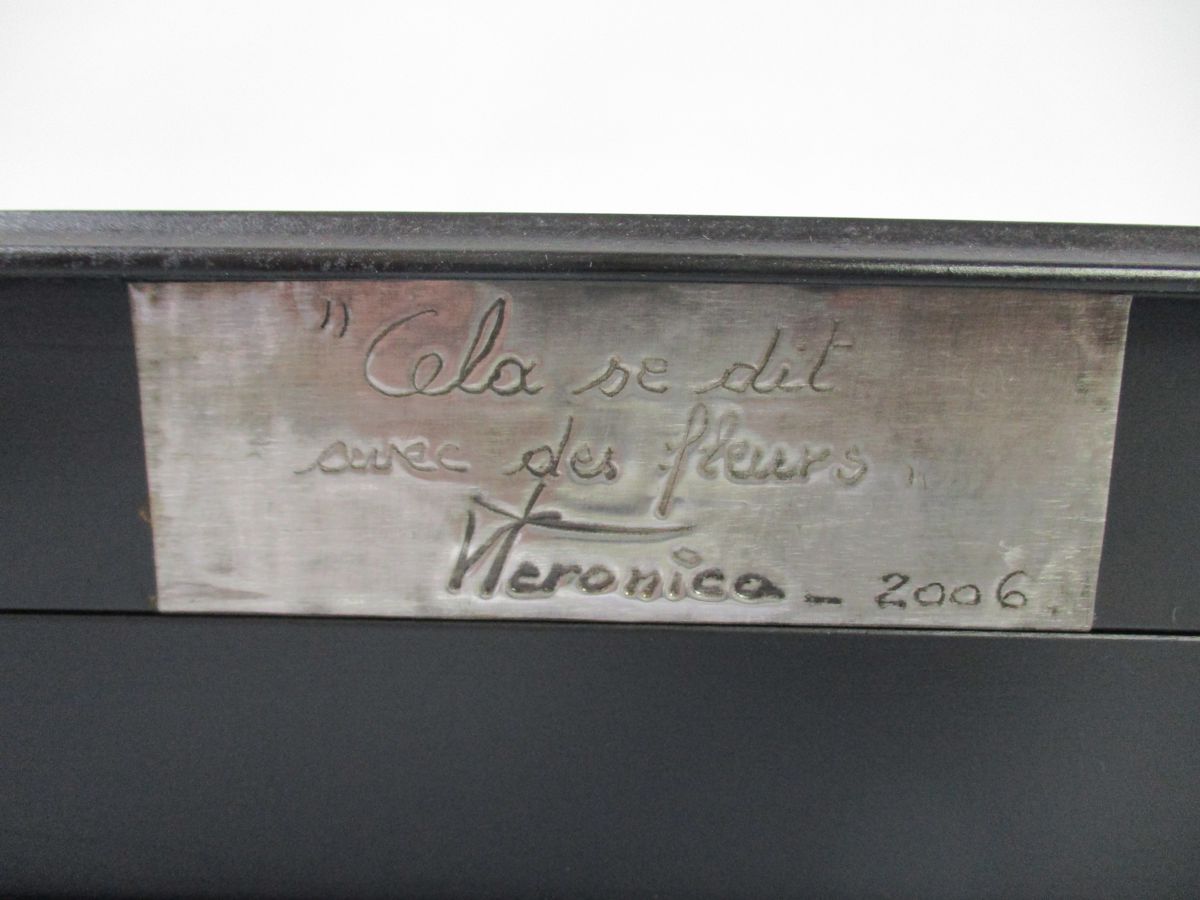 " Cela se dit
avec des fleurs "
Veronica - 2006